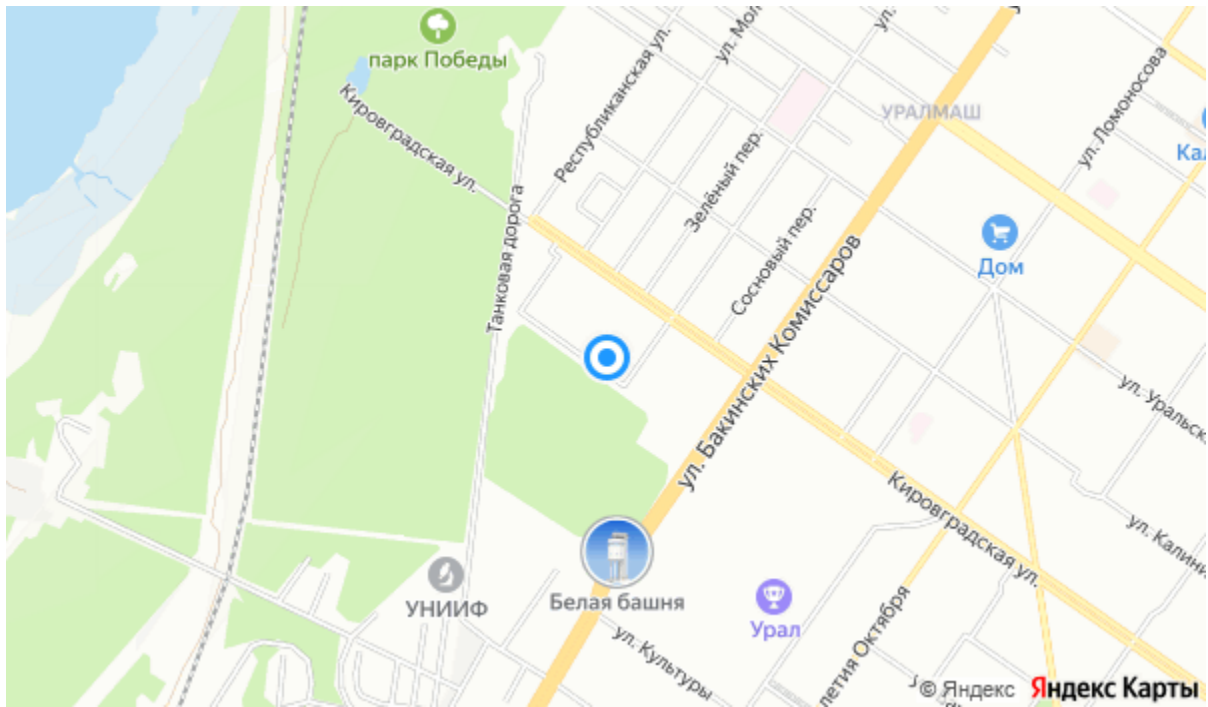 парк Победы
Кировградская ул.
Республиканская ул.
ул. Мол
ул.
УРАЛМАШ
ул. Ломоносова
Кал
Зелёный пер.
Танковая дорога
Сосновый пер.
Дом
ул. Бакинских Комиссаров
ул. Уральск
Кировградская ул.
ул. Калини
УНИИФ
Белая башня
Урал
ул. Культуры
летия Октября
© Яндекс Яндекс Карты